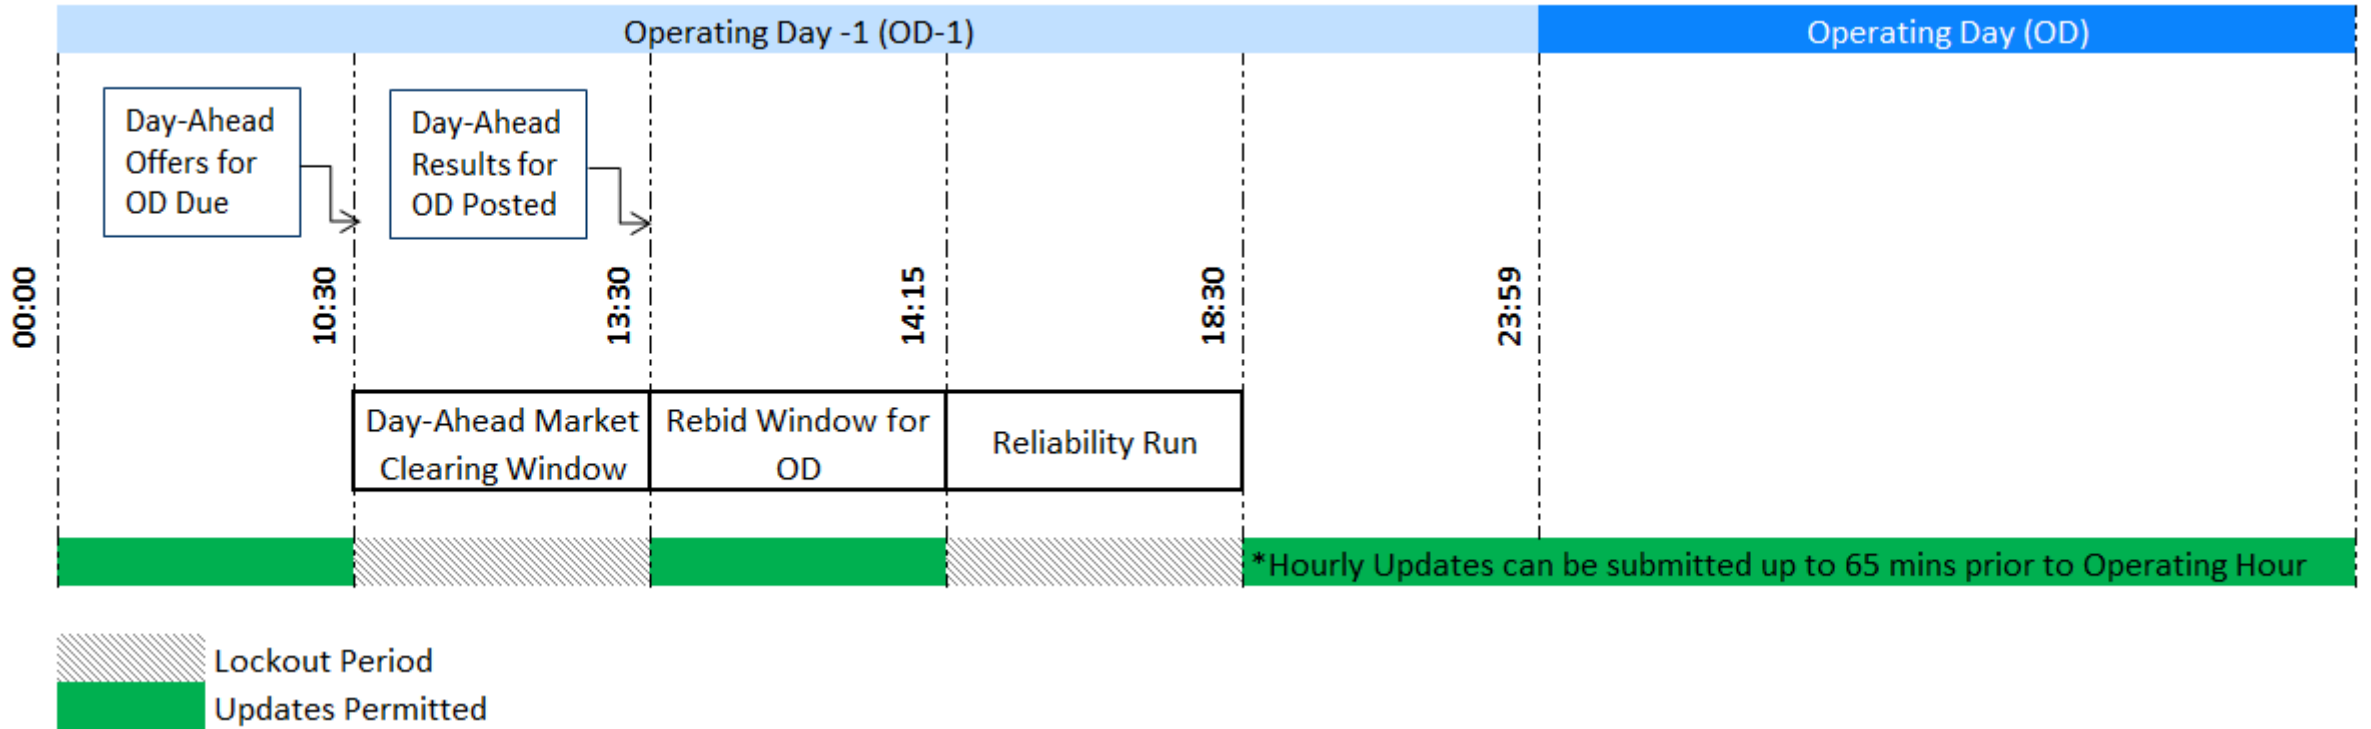 Operating Day -1 (OD-1)
Operating Day (OD)
Day-Ahead
Offers for
OD Due
Day-Ahead
Results for
OD Posted
00:00
10:30
13:30
14:15
18:30
23:59
Day-Ahead Market
Clearing Window
Rebid Window for
OD
Reliability Run
*Hourly Updates can be submitted up to 65 mins prior to Operating Hour
Lockout Period
Updates Permitted